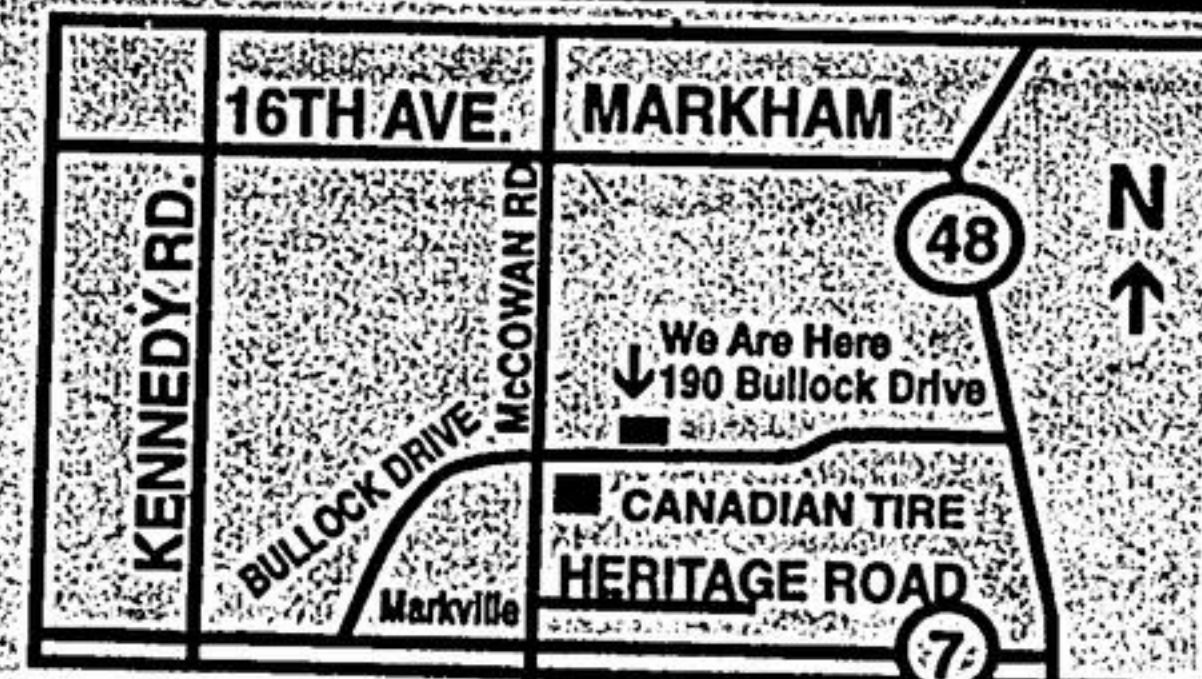 16TH AVE.
MARKHAM
KENNEDY RD.
McCOWAN RD
48
N
We Are Here
190 Bullock Drive
BULLOCK DRIVE
CANADIAN TIRE
HERITAGE ROAD
Markville
7